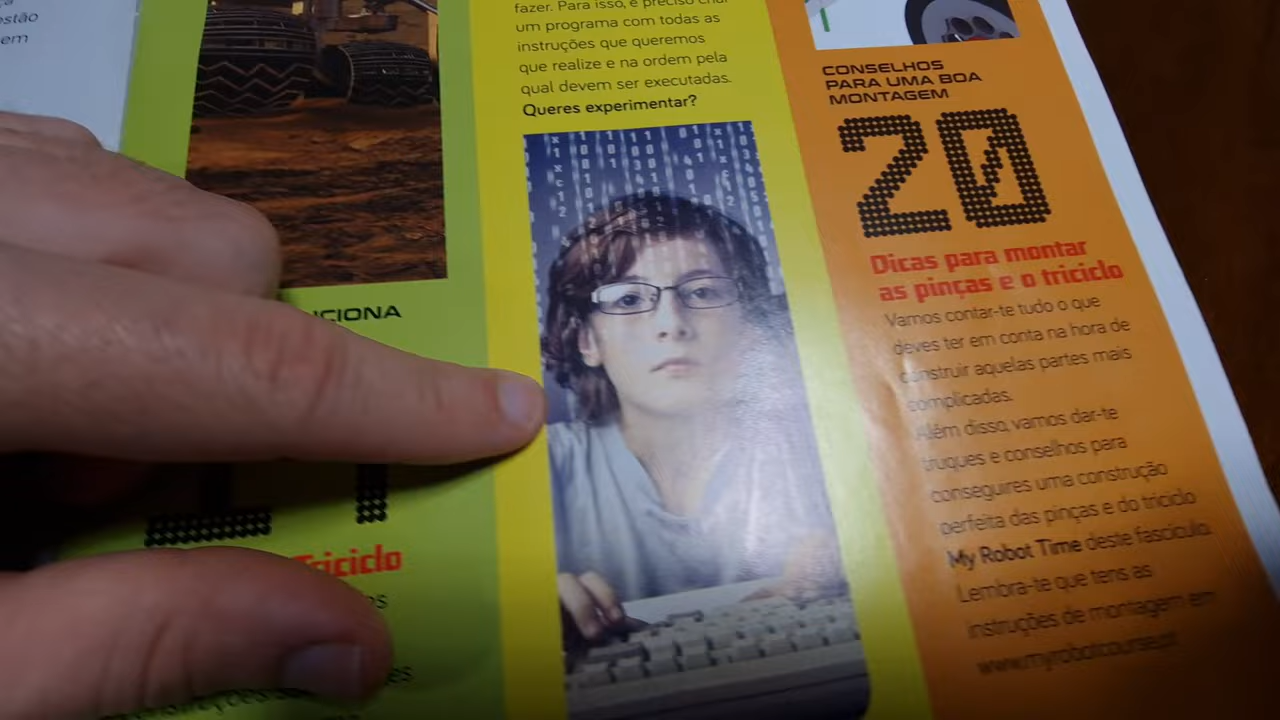 estão
em
fazer. Para isso, é preciso criar
um programa com todas as
instruções que queremos
que realize e na ordem pela
qual devem ser executadas.
Queres experimentar?
CONSELHOS
PARA UMA BOA
MONTAGEM
20
Dicas para montar
as pinças e o triciclo
Vamos contar-te tudo o que
deves ter em conta na hora de
construir aquelas partes mais
complicadas.
Além disso, vamos dar-te
truques e conselhos para
conseguires uma construção
perfeita das pinças e do triciclo
My Robot Time deste fascículo.
Lembra-te que tens as
instruções de montagem em
www.myrobotcourse.pt
Triciclo